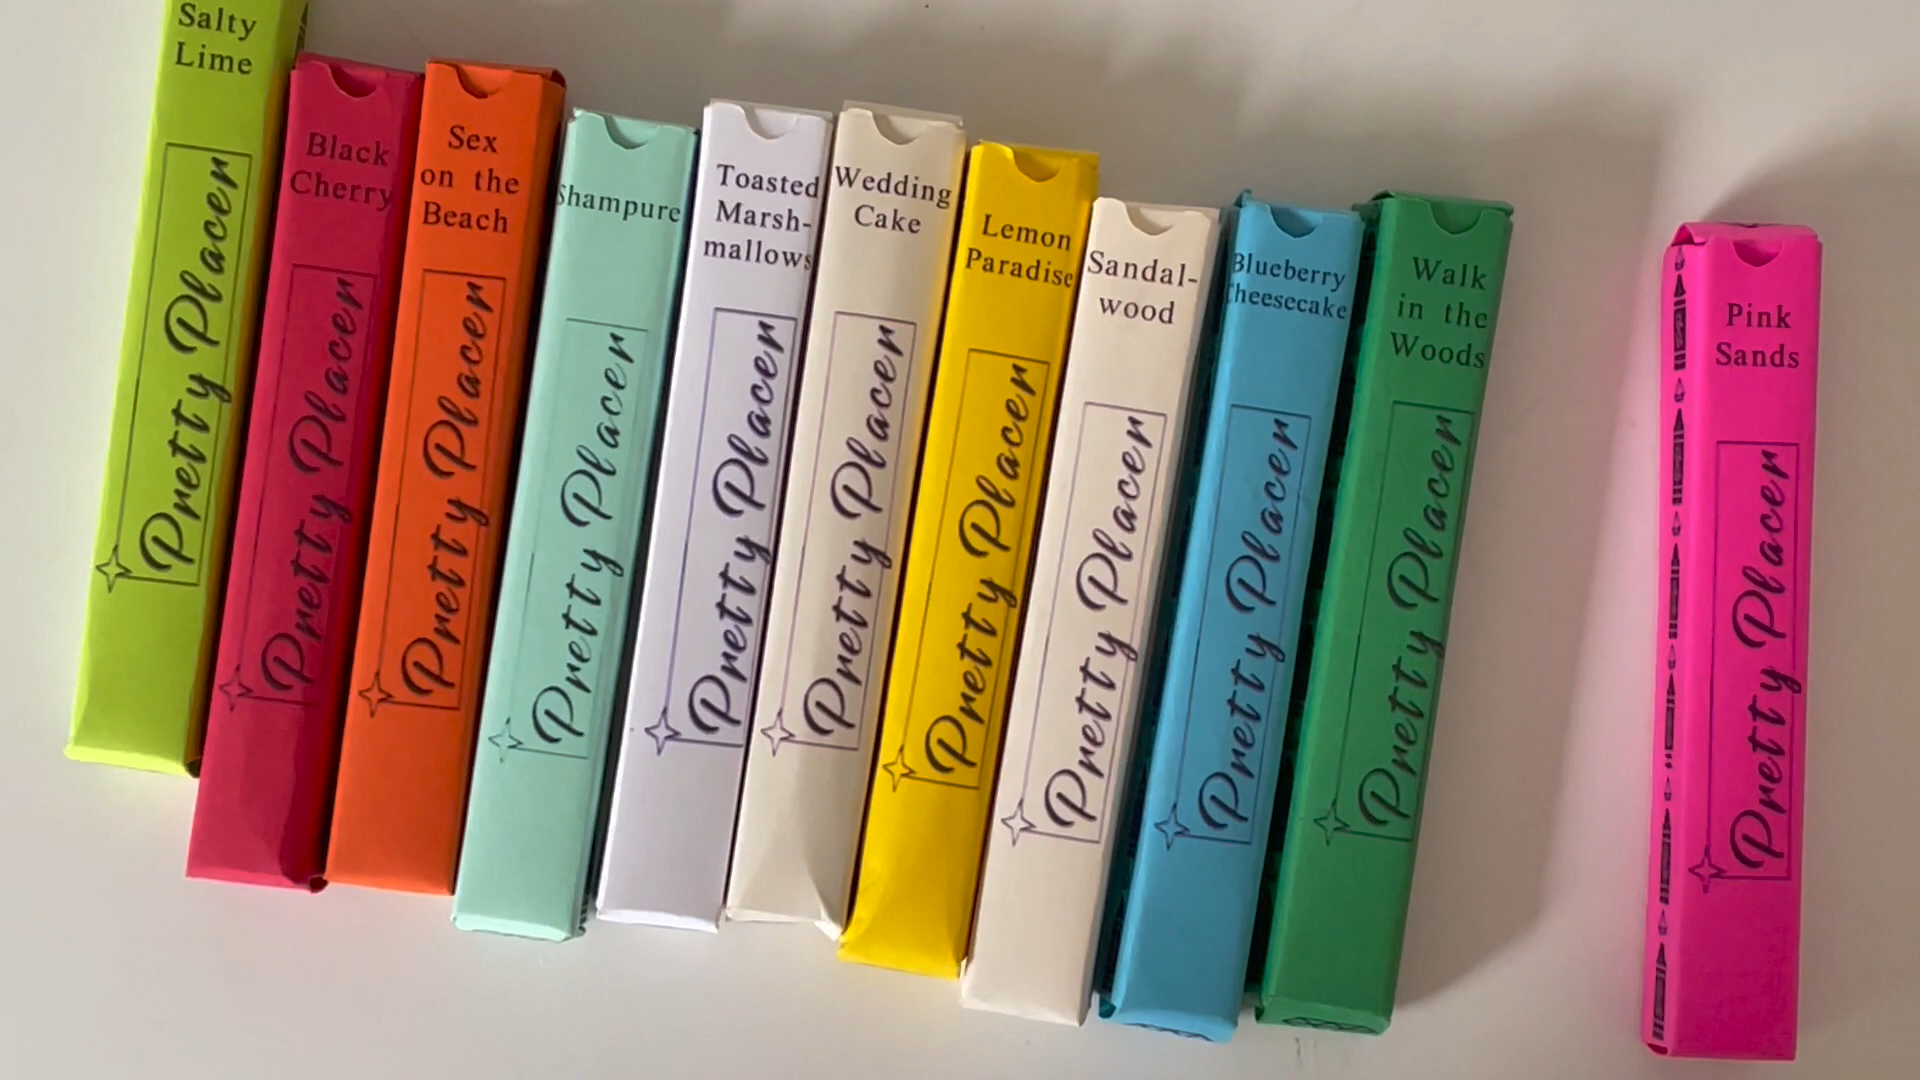 Salty
Lime
Pretty Placer
Black
Cherry
Pretty Placer
Sex
on the
Beach
Pretty Placer
Shampure
Pretty Placer
Toasted
Marsh-
mallows
Pretty Placer
Wedding
Cake
Pretty Placer
Lemon
Paradise
Pretty Placer
Sandal-
wood
Pretty Placer
Blueberry
Cheesecake
Pretty Placer
Walk
in the
Woods
Pretty Placer
Pink
Sands
Pretty Placer